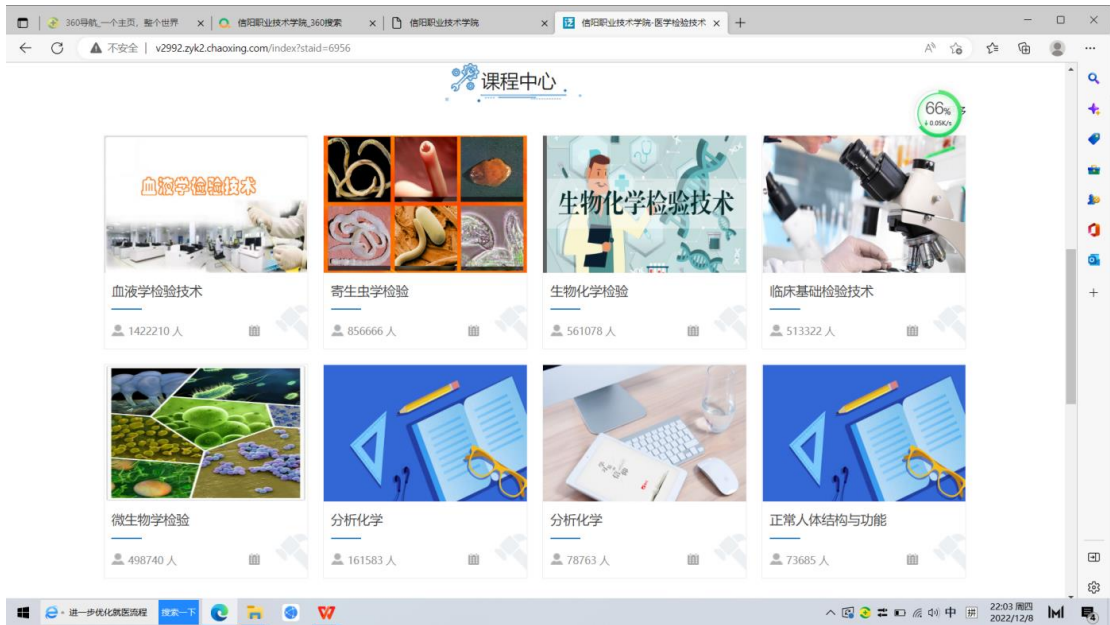 360导航_一个主页，整个世界
信阳职业技术学院_360搜索
信阳职业技术学院
信阳职业技术学院-医学检验技术
不安全 | v2992.zyk2.chaoxing.com/index?staid=6956
课程中心
66%
↓ 0.05K/s
血液学检验技术
生物化学检验技术
血液学检验技术
寄生虫学检验
生物化学检验
临床基础检验技术
1422210 人
856666 人
561078 人
513322 人
微生物学检验
分析化学
分析化学
正常人体结构与功能
498740 人
161583 人
78763 人
73685 人
进一步优化就医流程
搜索一下
中
拼
22:03 周四
2022/12/8
4